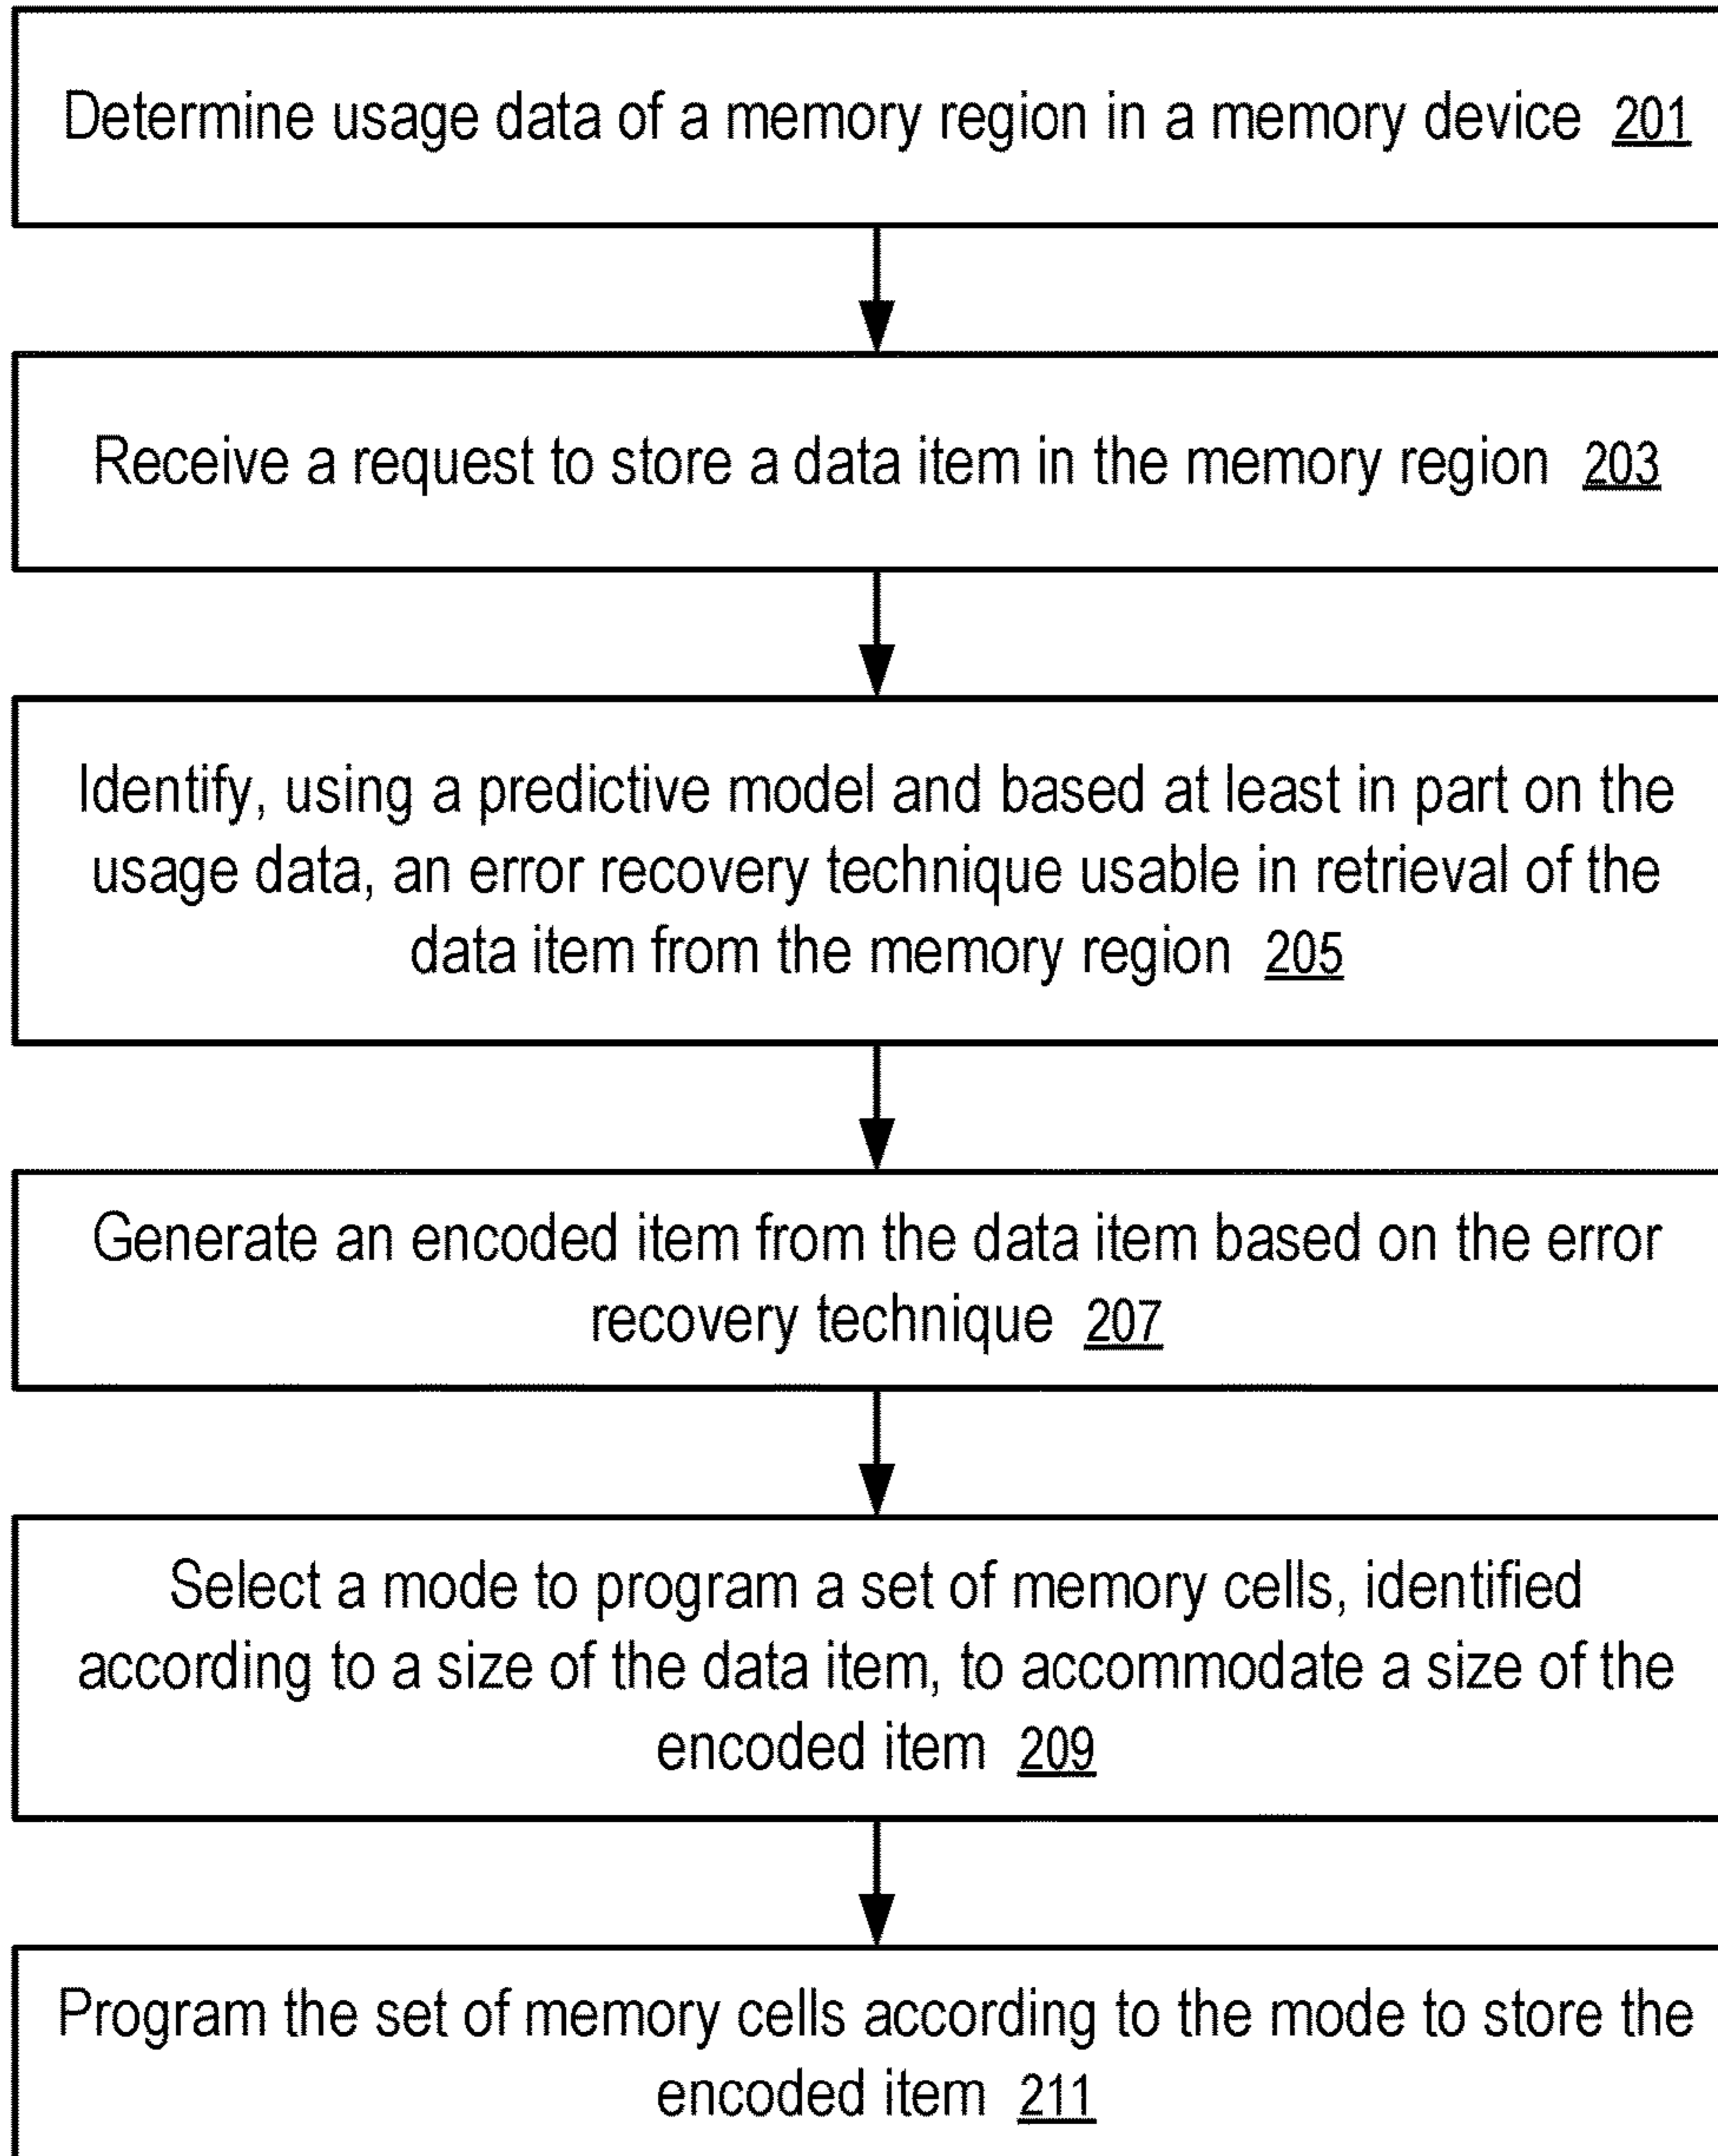 Determine usage data of a memory region in a memory device 201
Receive a request to store a data item in the memory region 203
Identify, using a predictive model and based at least in part on the
usage data, an error recovery technique usable in retrieval of the
data item from the memory region 205
Generate an encoded item from the data item based on the error
recovery technique 207
Select a mode to program a set of memory cells, identified
according to a size of the data item, to accommodate a size of the
encoded item 209
Program the set of memory cells according to the mode to store the
encoded item 211